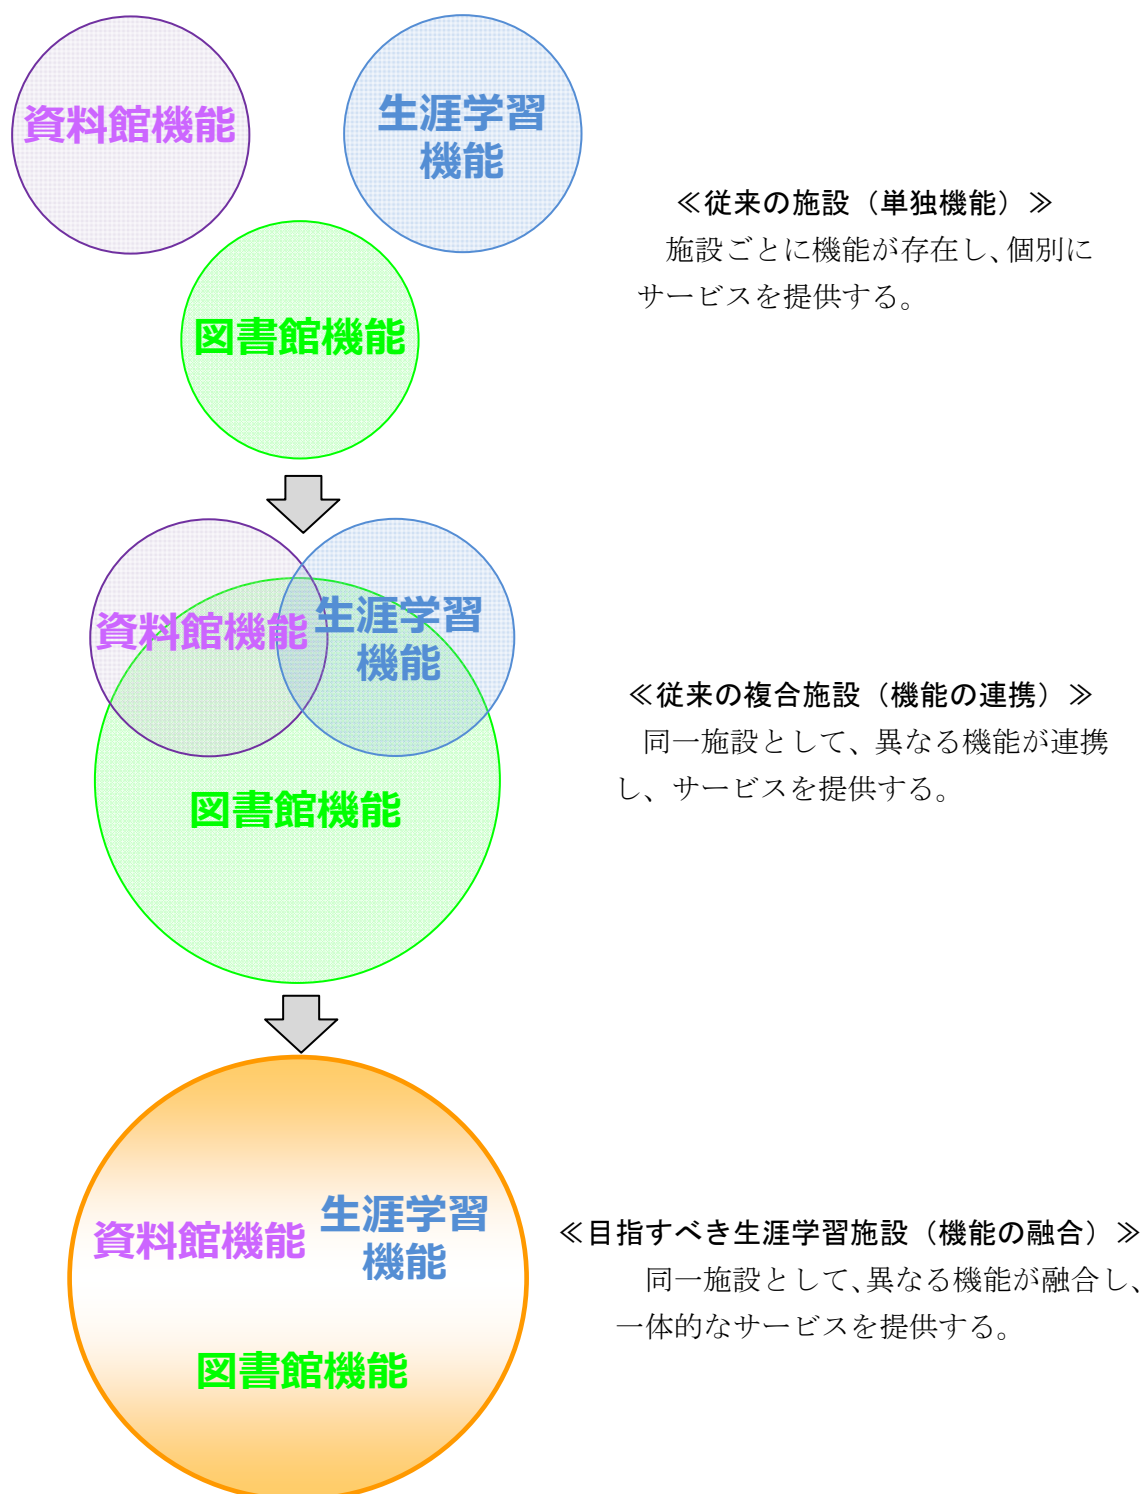 資料館機能
生涯学習
機能
図書館機能
≪従来の施設（単独機能）≫
施設ごとに機能が存在し、個別に
サービスを提供する。
資料館機能
生涯学習
機能
図書館機能
≪従来の複合施設（機能の連携）≫
同一施設として、異なる機能が連携
し、サービスを提供する。
資料館機能
生涯学習
機能
図書館機能
≪目指すべき生涯学習施設（機能の融合）≫
同一施設として、異なる機能が融合し、
一体的なサービスを提供する。